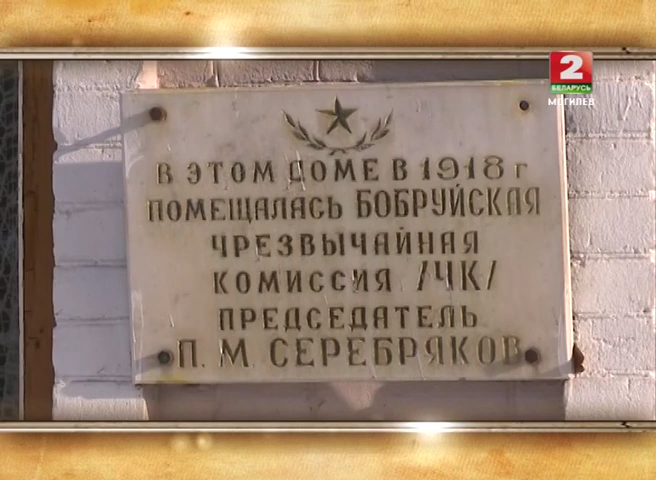 2
БЕЛАРУСЬ
МОГИЛЕВ
В ЭТОМ ДОМЕ В 1918 г
ПОМЕЩАЛАСЬ БОБРУЙСКАЯ
ЧРЕЗВЫЧАЙНАЯ
КОМИССИЯ /ЧК/
ПРЕДСЕДАТЕЛЬ
П. М. СЕРЕБРЯКОВ